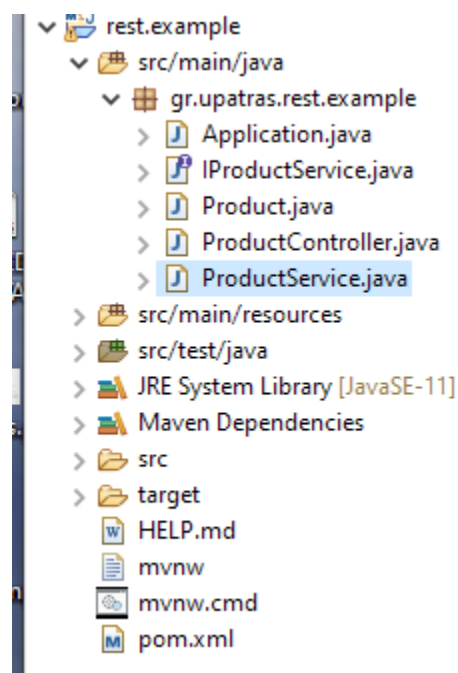 rest.example
src/main/java
gr.upatras.rest.example
Application.java
IProductService.java
Product.java
ProductController.java
ProductService.java
src/main/resources
src/test/java
JRE System Library [JavaSE-11]
Maven Dependencies
src
target
HELP.md
mvnw
mvnw.cmd
pom.xml